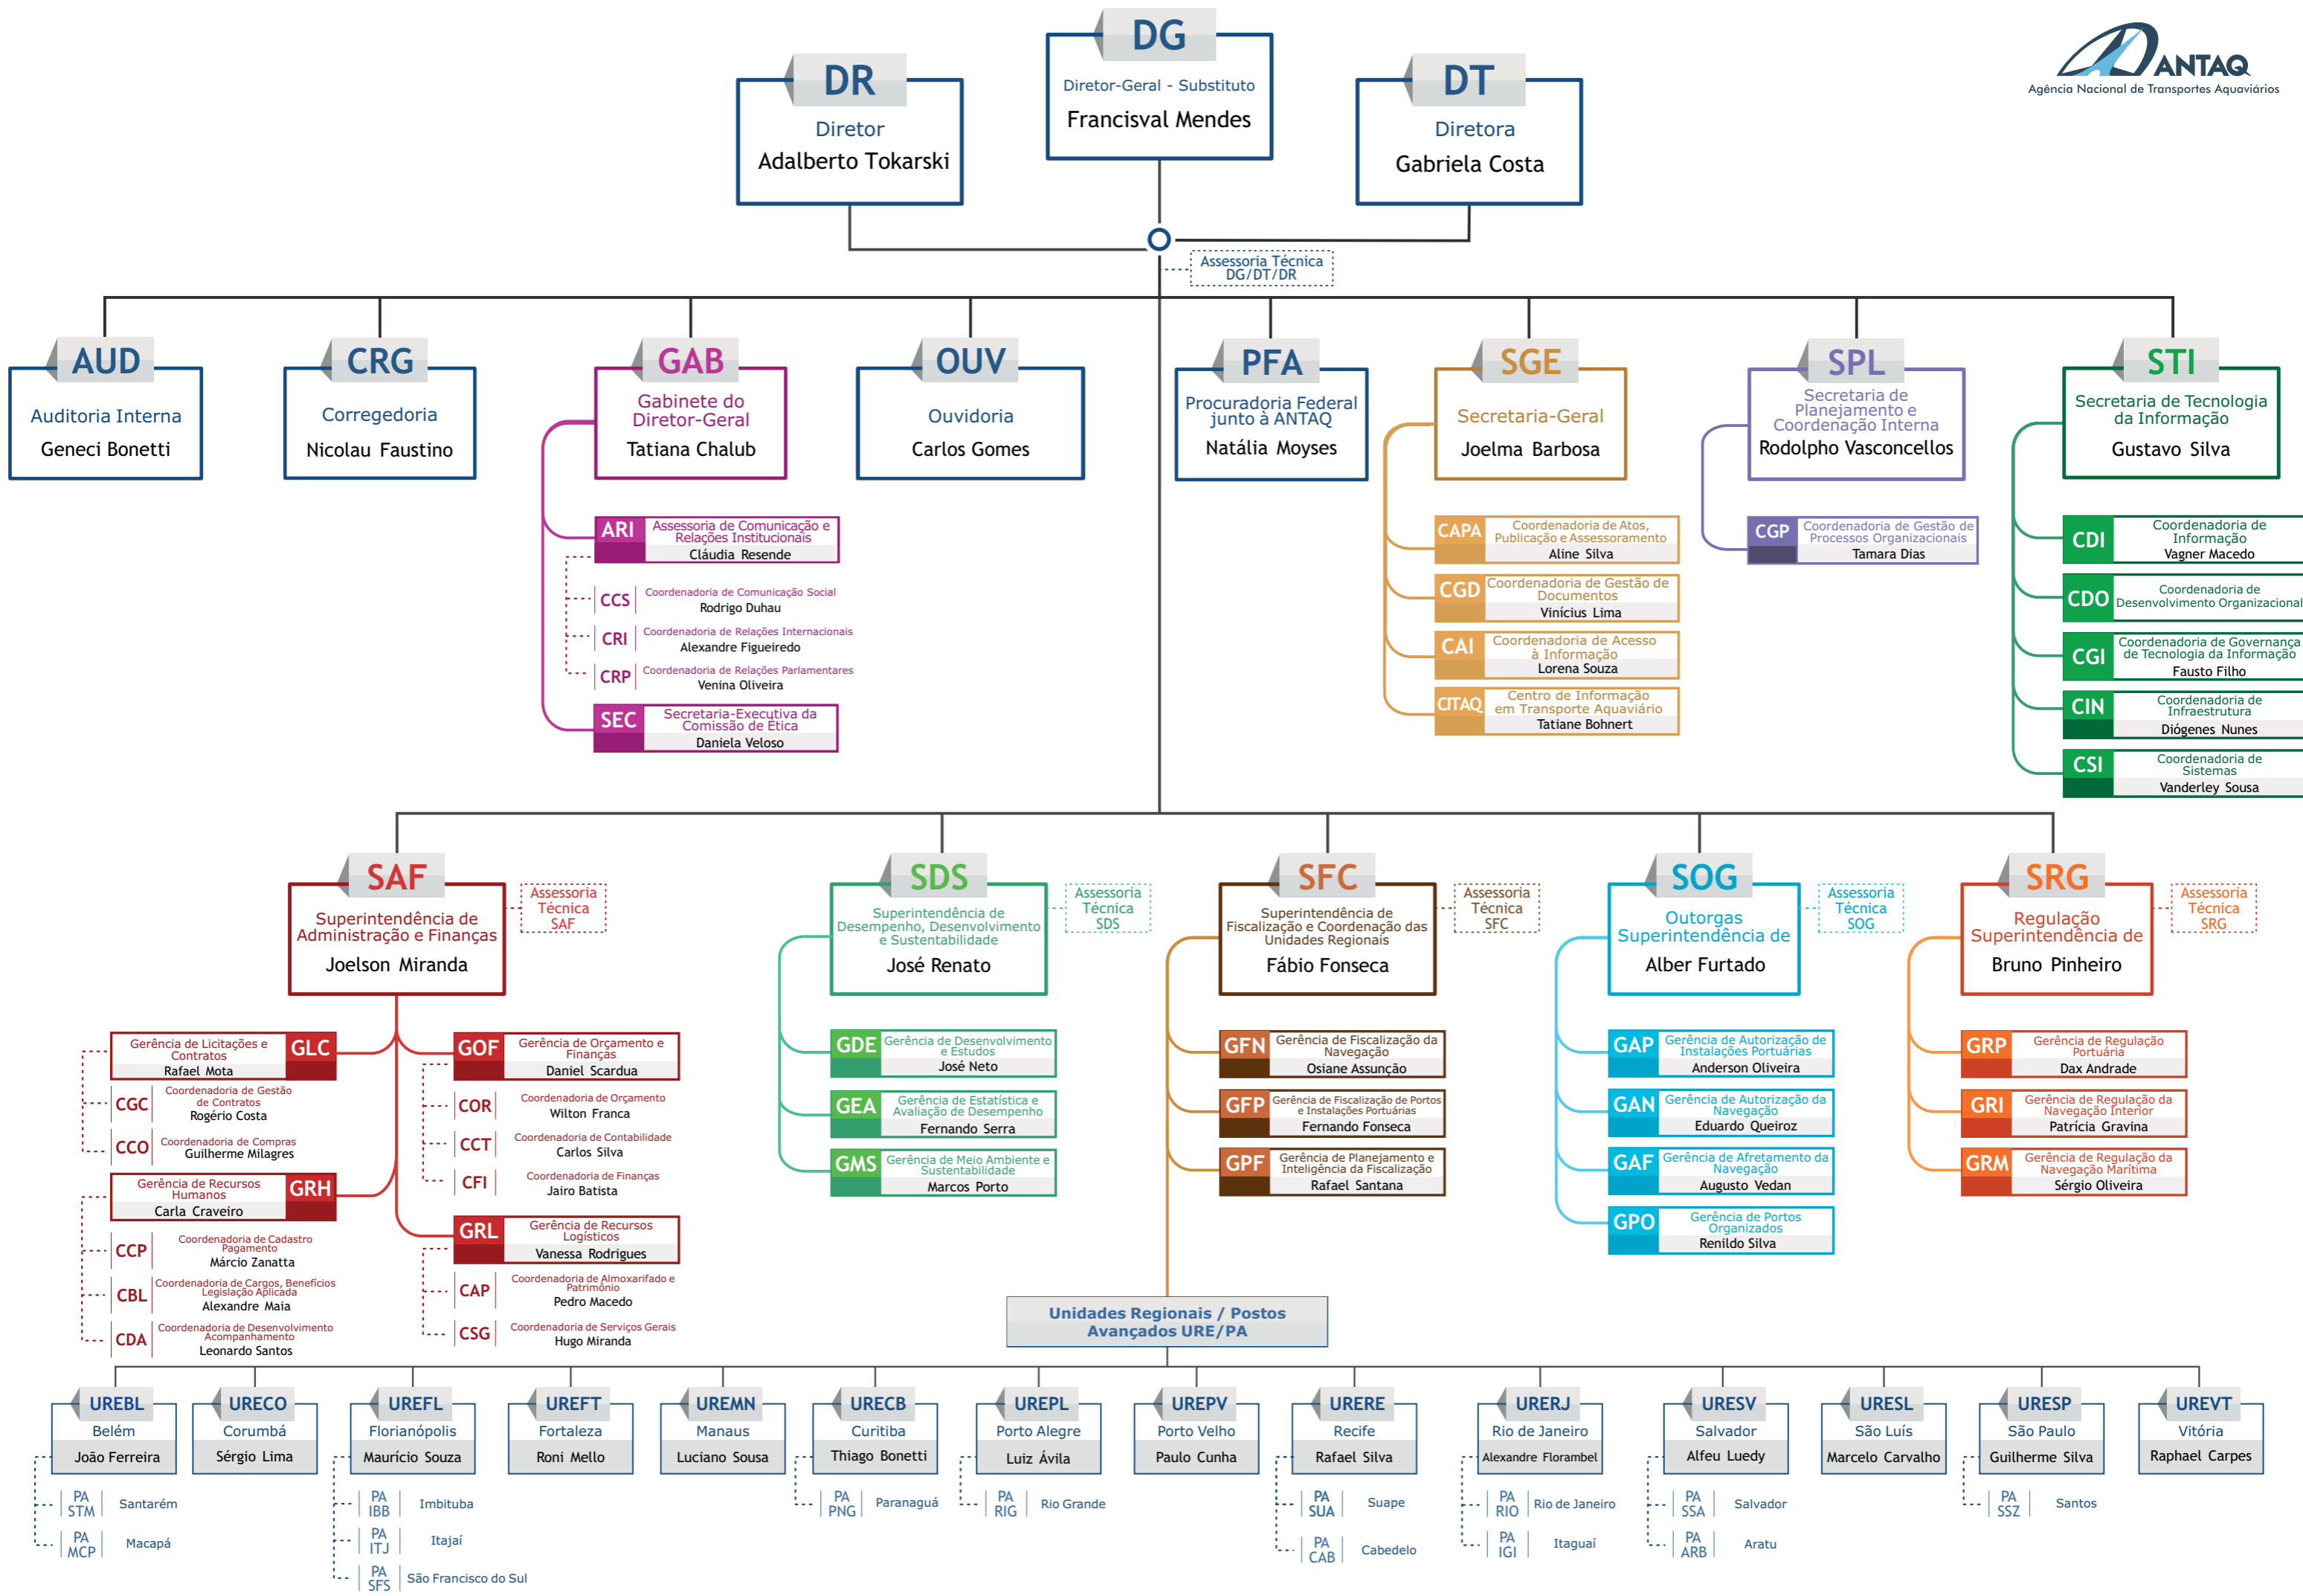 DG
Diretor-Geral - Substituto
Francisval Mendes
DR
Diretor
Adalberto Tokarski
DT
Diretora
Gabriela Costa
ANTAQ
Agência Nacional de Transportes Aquaviários
Assessoria Técnica
DG/DT/DR
AUD
Auditoria Interna
Geneci Bonetti
CRG
Corregedoria
Nicolau Faustino
GAB
Gabinete do
Diretor-Geral
Tatiana Chalub
OUV
Ouvidoria
Carlos Gomes
PFA
Procuradoria Federal
junto à ANTAQ
Natália Moyses
SGE
Secretaria-Geral
Joelma Barbosa
SPL
Secretaria de
Planejamento e
Coordenação Interna
Rodolpho Vasconcellos
STI
Secretaria de Tecnologia
da Informação
Gustavo Silva
ARI
Assessoria de Comunicação e
Relações Institucionais
Cláudia Resende
CCS
Coordenadoria de Comunicação Social
Rodrigo Duhau
CRI
Coordenadoria de Relações Internacionais
Alexandre Figueiredo
CRP
Coordenadoria de Relações Parlamentares
Venina Oliveira
SEC
Secretaria-Executiva da
Comissão de Ética
Daniela Veloso
CAPA
Coordenadoria de Atos,
Publicação e Assessoramento
Aline Silva
CGD
Coordenadoria de Gestão de
Documentos
Vinícius Lima
CAI
Coordenadoria de Acesso
à Informação
Lorena Souza
CITAQ
Centro de Informação
em Transporte Aquaviário
Tatiane Bohnert
CGP
Coordenadoria de Gestão de
Processos Organizacionais
Tamara Dias
CDI
Coordenadoria de
Informação
Vagner Macedo
CDO
Coordenadoria de
Desenvolvimento Organizacional
CGI
Coordenadoria de Governança
de Tecnologia da Informação
Fausto Filho
CIN
Coordenadoria de
Infraestrutura
Diógenes Nunes
CSI
Coordenadoria de
Sistemas
Vanderley Sousa
SAF
Superintendência de
Administração e Finanças
Joelson Miranda
Assessoria
Técnica
SAF
SDS
Superintendência de
Desempenho, Desenvolvimento
e Sustentabilidade
José Renato
Assessoria
Técnica
SDS
SFC
Superintendência de
Fiscalização e Coordenação das
Unidades Regionais
Fábio Fonseca
Assessoria
Técnica
SFC
SOG
Outorgas
Superintendência de
Alber Furtado
Assessoria
Técnica
SOG
SRG
Regulação
Superintendência de
Bruno Pinheiro
Assessoria
Técnica
SRG
Gerência de Licitações e
Contratos
Rafael Mota
GLC
CGC
Coordenadoria de Gestão
de Contratos
Rogério Costa
CCO
Coordenadoria de Compras
Guilherme Milagres
Gerência de Recursos
Humanos
Carla Craveiro
GRH
CCP
Coordenadoria de Cadastro
Pagamento
Márcio Zanatta
CBL
Coordenadoria de Cargos, Benefícios
Legislação Aplicada
Alexandre Maia
CDA
Coordenadoria de Desenvolvimento
Acompanhamento
Leonardo Santos
GOF
Gerência de Orçamento e
Finanças
Daniel Scardua
COR
Coordenadoria de Orçamento
Wilton Franca
CCT
Coordenadoria de Contabilidade
Carlos Silva
CFI
Coordenadoria de Finanças
Jairo Batista
GRL
Gerência de Recursos
Logísticos
Vanessa Rodrigues
CAP
Coordenadoria de Almoxarifado e
Patrimônio
Pedro Macedo
CSG
Coordenadoria de Serviços Gerais
Hugo Miranda
GDE
Gerência de Desenvolvimento
e Estudos
José Neto
GEA
Gerência de Estatística e
Avaliação de Desempenho
Fernando Serra
GMS
Gerência de Meio Ambiente e
Sustentabilidade
Marcos Porto
GFN
Gerência de Fiscalização da
Navegação
Osiane Assunção
GFP
Gerência de Fiscalização de Portos
e Instalações Portuárias
Fernando Fonseca
GPF
Gerência de Planejamento e
Inteligência da Fiscalização
Rafael Santana
GAP
Gerência de Autorização de
Instalações Portuárias
Anderson Oliveira
GAN
Gerência de Autorização da
Navegação
Eduardo Queiroz
GAF
Gerência de Afretamento da
Navegação
Augusto Vedan
GPO
Gerência de Portos
Organizados
Renildo Silva
GRP
Gerência de Regulação
Portuária
Dax Andrade
GRI
Gerência de Regulação da
Navegação Interior
Patrícia Gravina
GRM
Gerência de Regulação da
Navegação Marítima
Sérgio Oliveira
Unidades Regionais / Postos
Avançados URE/PA
UREBL
Belém
João Ferreira
PA
STM
Santarém
PA
MCP
Macapá
URECO
Corumbá
Sérgio Lima
UREFL
Florianópolis
Maurício Souza
PA
IBB
Imbituba
PA
ITJ
Itajaí
PA
SFS
São Francisco do Sul
UREFT
Fortaleza
Roni Mello
UREMN
Manaus
Luciano Sousa
URECB
Curitiba
Thiago Bonetti
PA
PNG
Paranaguá
UREPL
Porto Alegre
Luiz Ávila
PA
RIG
Rio Grande
UREPV
Porto Velho
Paulo Cunha
URERE
Recife
Rafael Silva
PA
SUA
Suape
PA
CAB
Cabedelo
URERJ
Rio de Janeiro
Alexandre Florambel
PA
RIO
Rio de Janeiro
PA
IGI
Itaguaí
URESV
Salvador
Alfeu Luedy
PA
SSA
Salvador
PA
ARB
Aratu
URESL
São Luís
Marcelo Carvalho
URESP
São Paulo
Guilherme Silva
PA
SSZ
Santos
UREVT
Vitória
Raphael Carpes